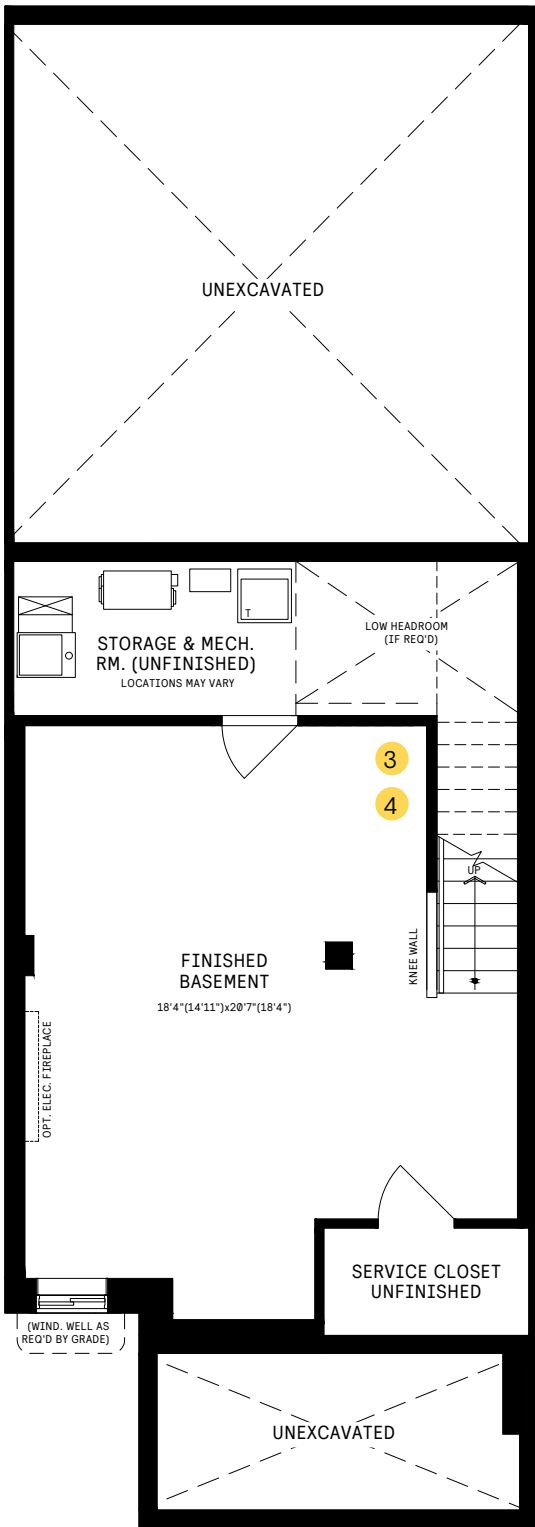 UNEXCAVATED
T
LOW HEADROOM
(IF REQ'D)
STORAGE & MECH.
RM. (UNFINISHED)
LOCATIONS MAY VARY
3
4
UP
KNEE WALL
FINISHED
BASEMENT
18'4"(14'11")x20'7"(18'4")
OPT. ELEC. FIREPLACE
SERVICE CLOSET
UNFINISHED
(WIND. WELL AS
REQ'D BY GRADE)
UNEXCAVATED